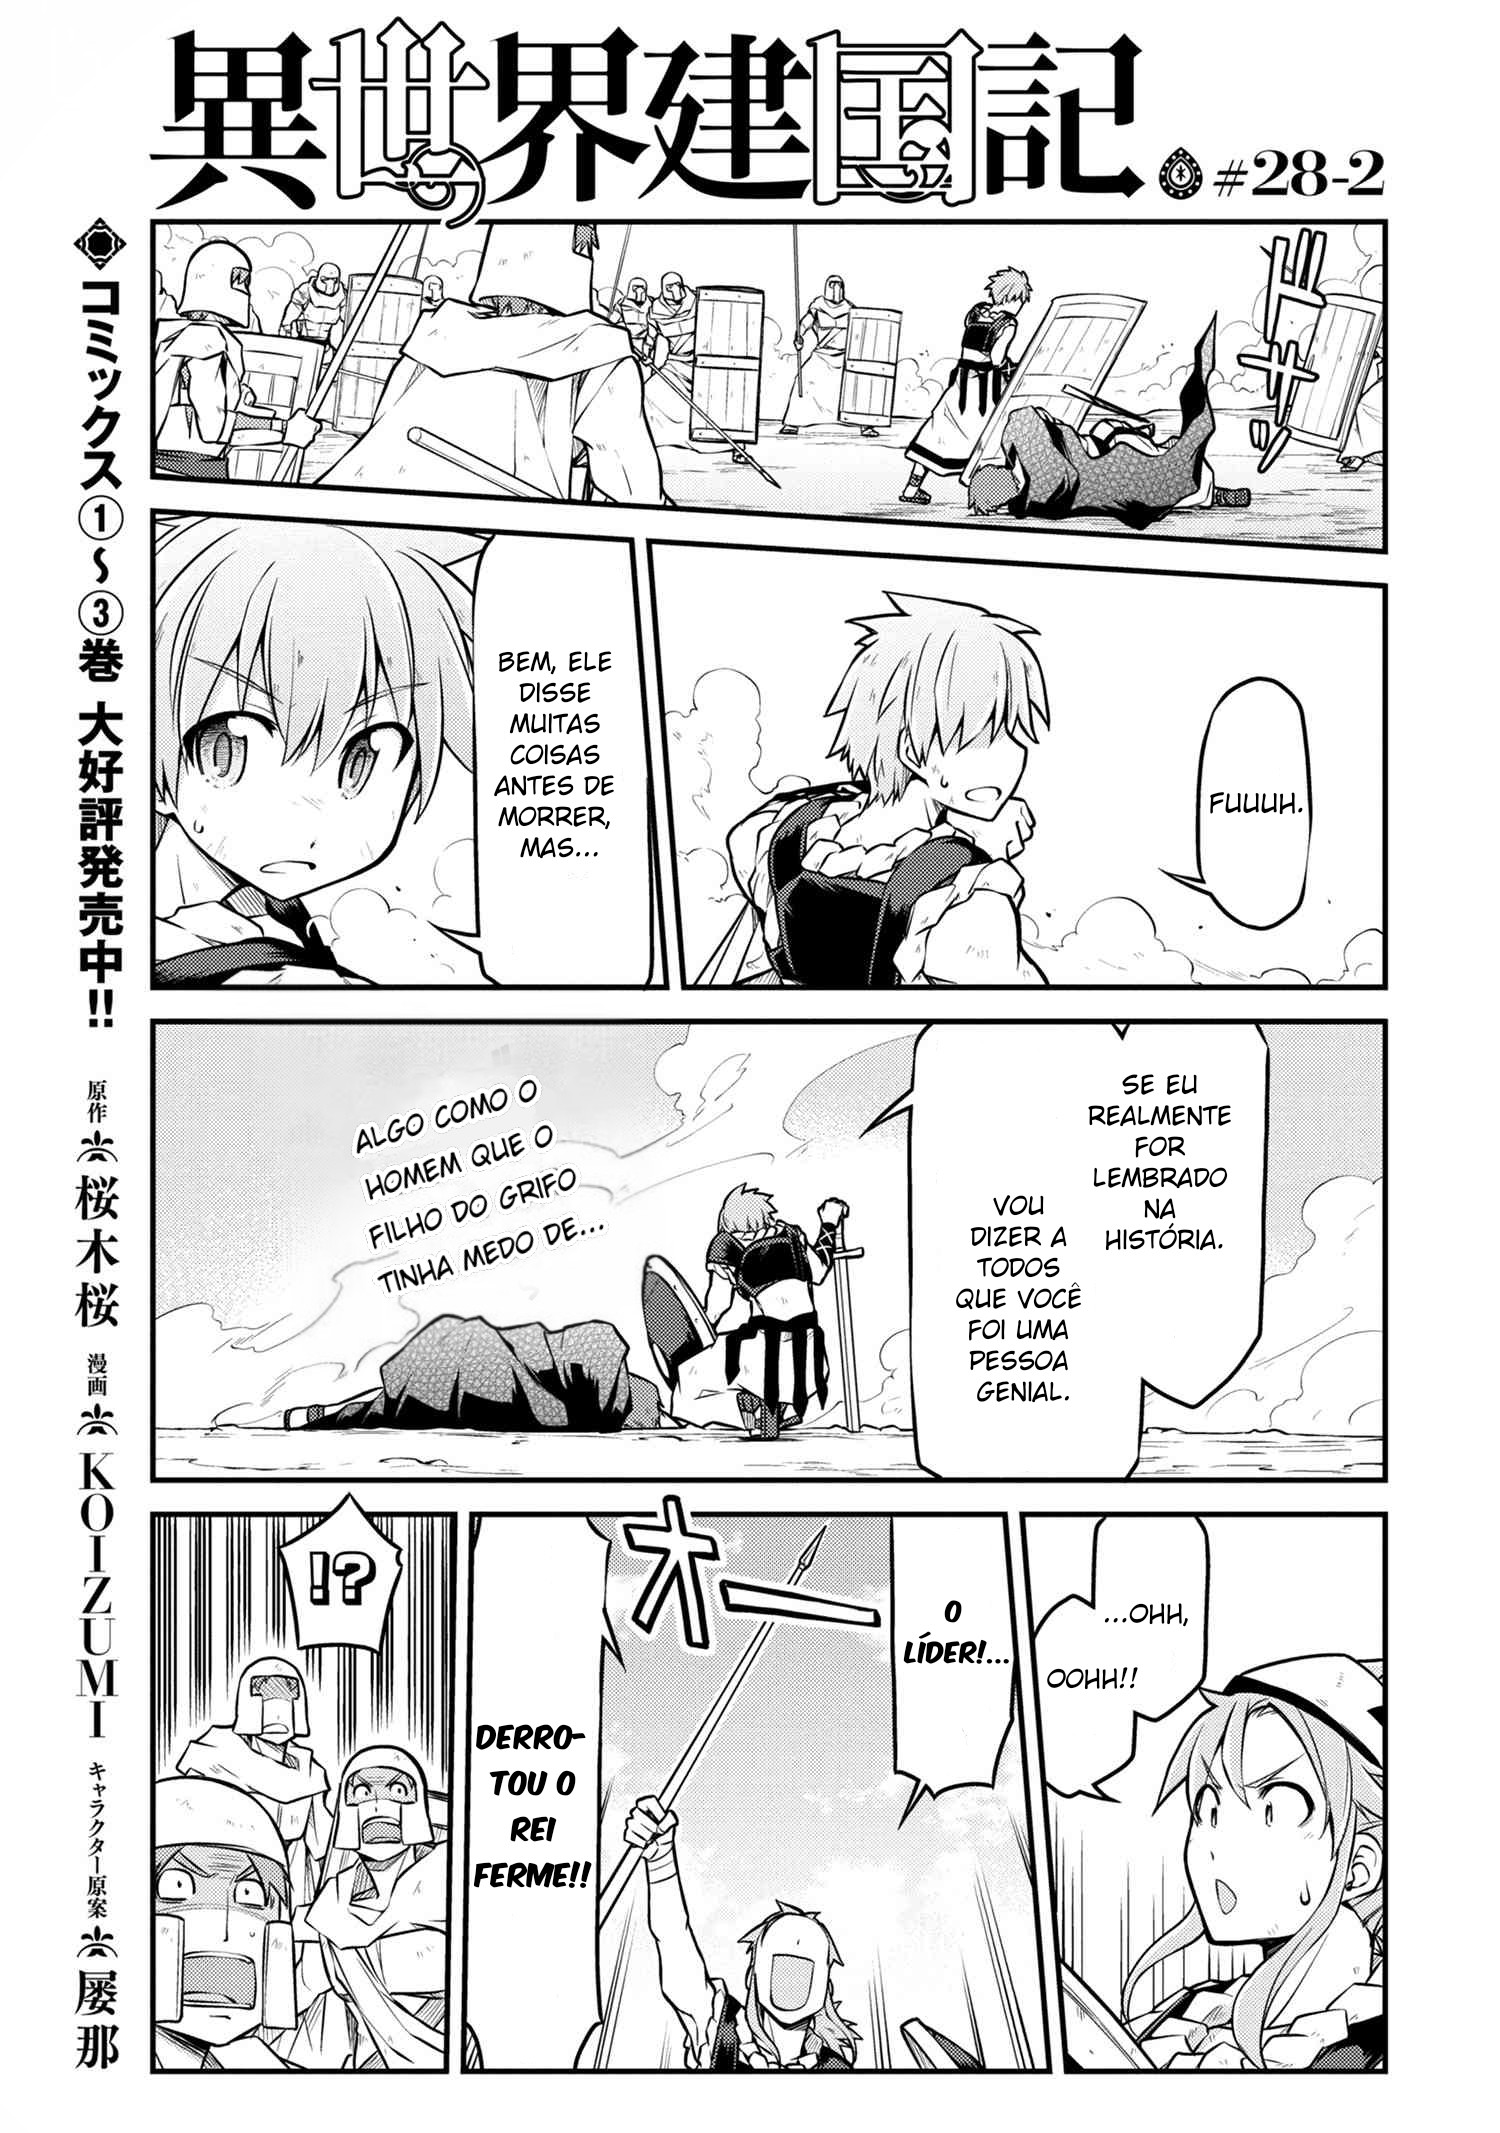 異世界建国記
#28-2
コミックス①～③巻 大好評発売中!!
原作 桜木桜 漫画 KOIZUMI キャラクター原案 屡那
ドドサッ
FUUUH.
BEM, ELE
DISSE
MUITAS
COISAS
ANTES DE
MORRER,
MAS...
SE EU
REALMENTE
FOR
LEMBRADO
NA
HISTÓRIA.
VOU
DIZER A
TODOS
QUE VOCÊ
FOI UMA
PESSOA
GENIAL.
ALGO COMO O
HOMEM QUE O
FILHO DO GRIFO
TINHA MEDO DE...
...OHH,
OOHH!!
O
LÍDER!...
オー
DERRO-
TOU O
REI
FERME!!
!?